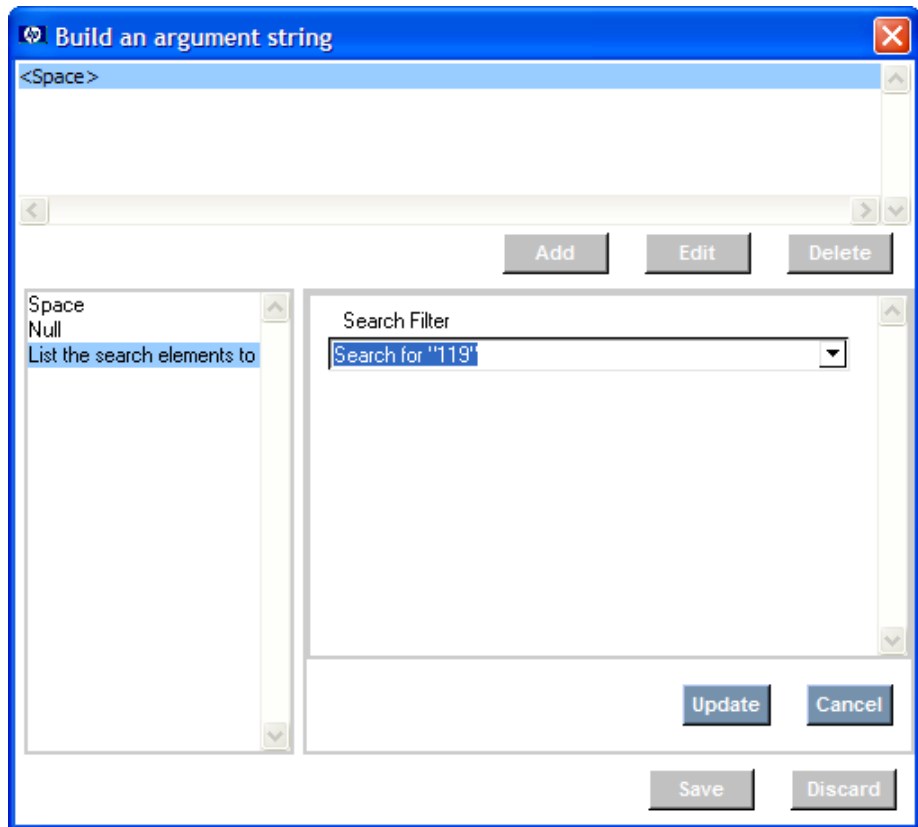 Build an argument string
<Space>
Add Edit Delete
Space
Null
List the search elements to
Search Filter
Search for "119"
Update Cancel
Save Discard